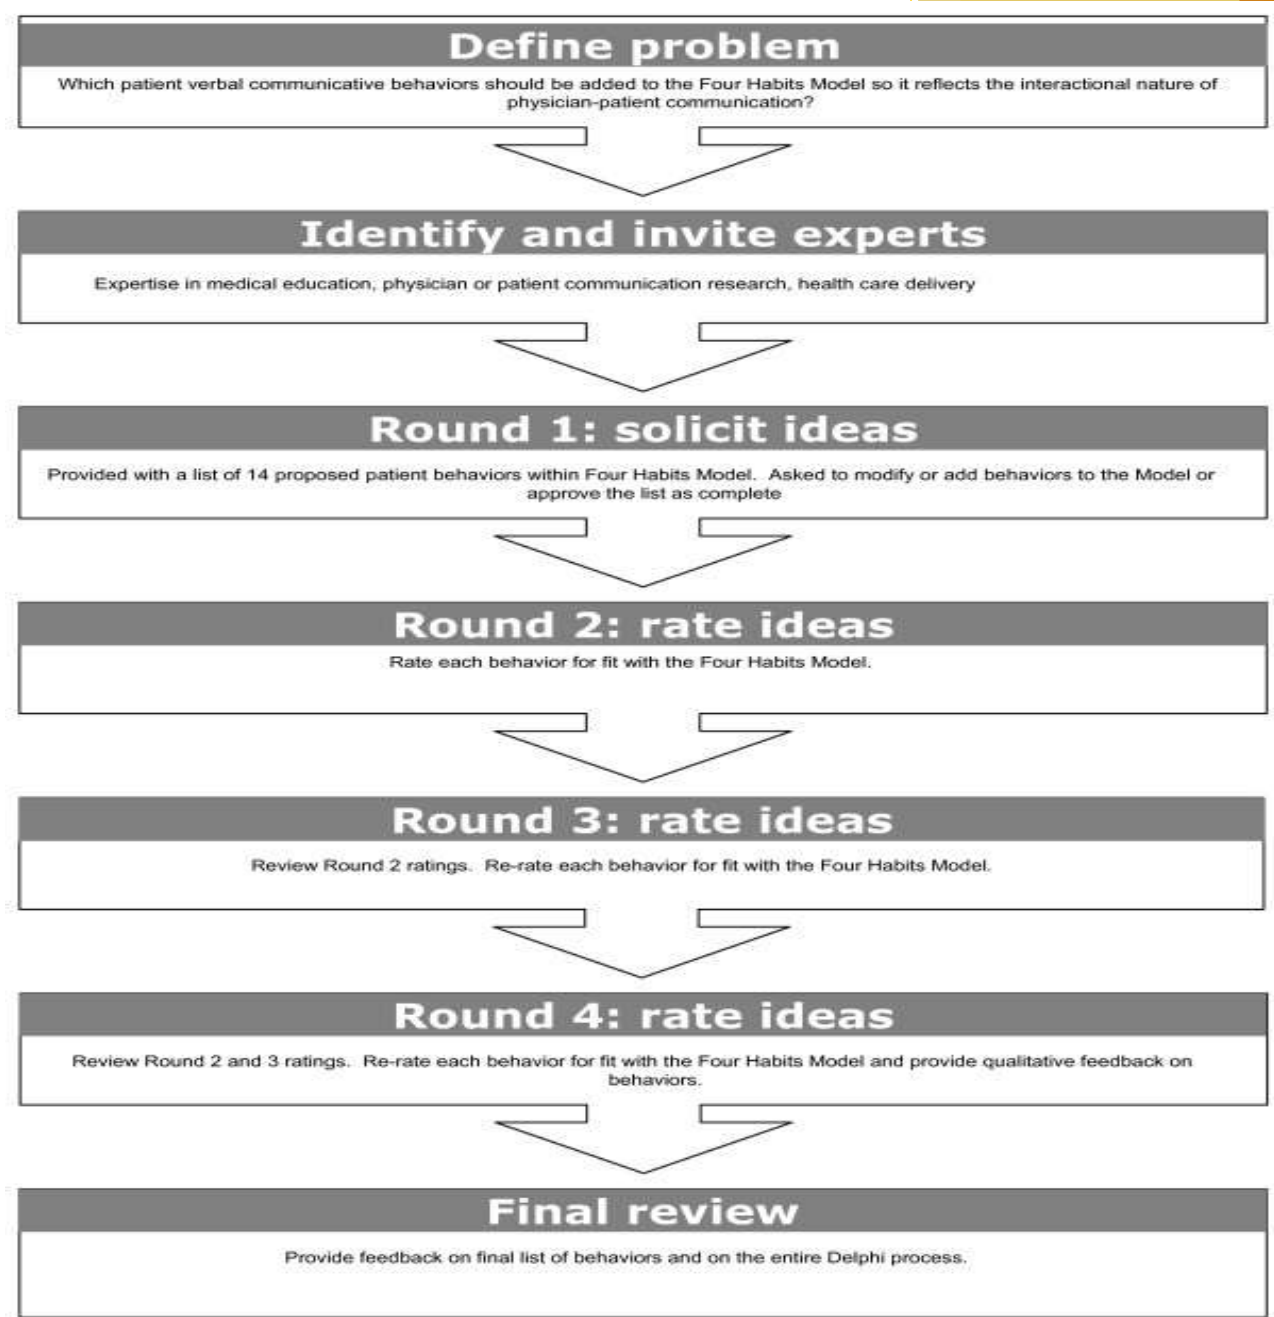 Define problem
Which patient verbal communicative behaviors should be added to the Four Habits Model so it reflects the interactional nature of
physician-patient communication?
Identify and invite experts
Expertise in medical education, physician or patient communication research, health care delivery
Round 1: solicit ideas
Provided with a list of 14 proposed patient behaviors within Four Habits Model.  Asked to modify or add behaviors to the Model or
approve the list as complete
Round 2: rate ideas
Rate each behavior for fit with the Four Habits Model.
Round 3: rate ideas
Review Round 2 ratings.  Re-rate each behavior for fit with the Four Habits Model.
Round 4: rate ideas
Review Round 2 and 3 ratings.  Re-rate each behavior for fit with the Four Habits Model and provide qualitative feedback on
behaviors.
Final review
Provide feedback on final list of behaviors and on the entire Delphi process.